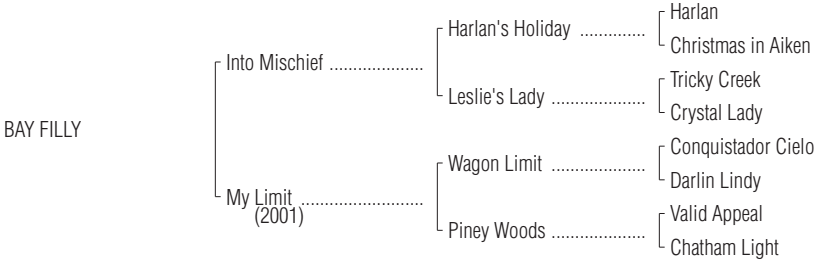 Harlan
Harlan's Holiday ..............
Christmas in Aiken
Into Mischief ....................
Tricky Creek
Leslie's Lady ....................
Crystal Lady
BAY FILLY
Conquistador Cielo
Wagon Limit ....................
Darlin Lindy
My Limit ..........................
(2001)
Valid Appeal
Piney Woods ....................
Chatham Light